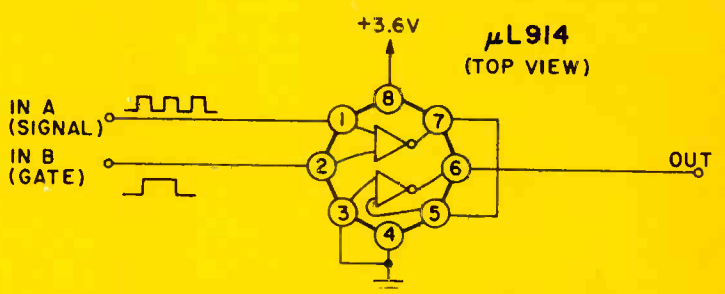 +3.6V
μL914
(TOP VIEW)
IN A
(SIGNAL)
IN B
(GATE)
OUT
8
1
7
2
6
3
5
4